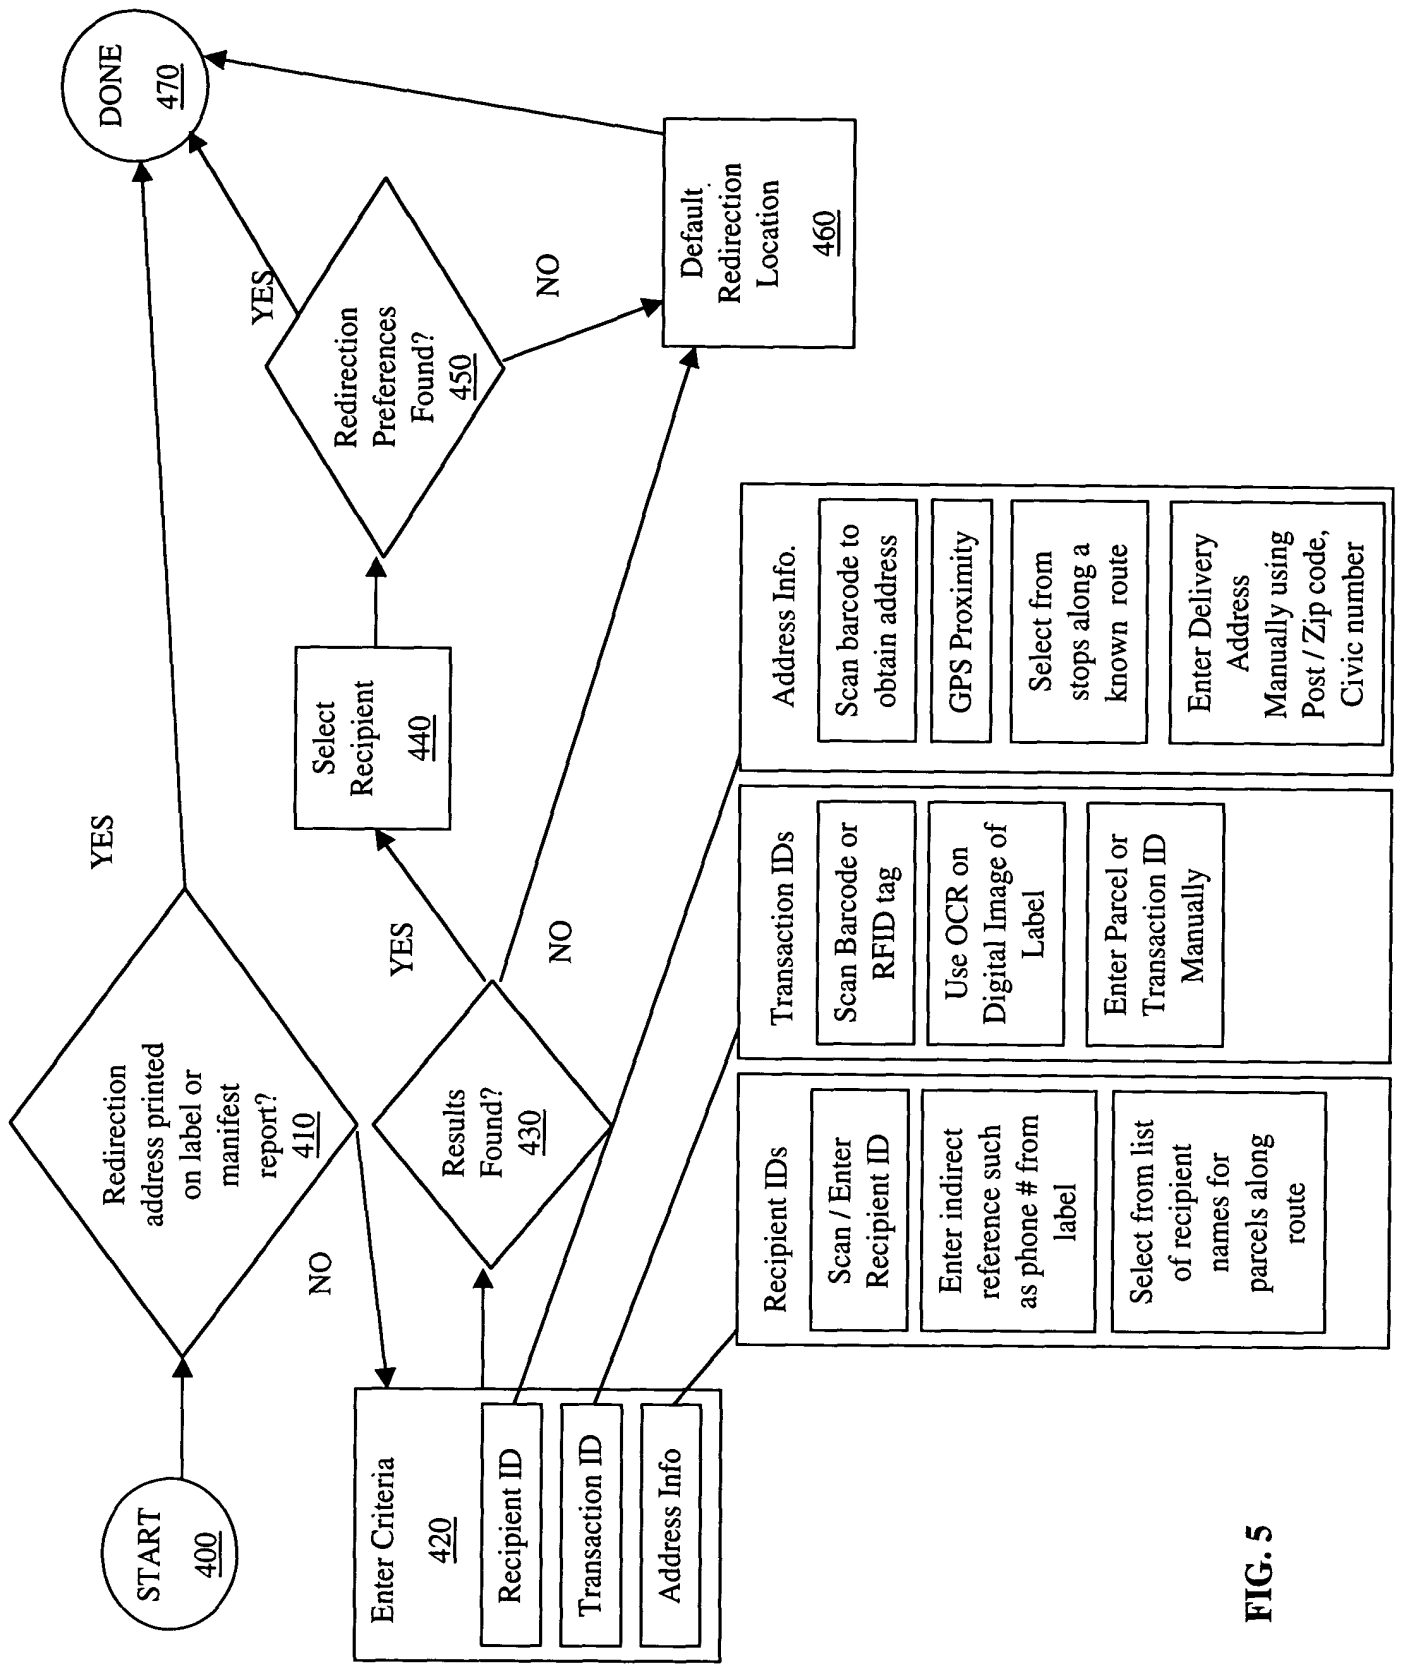 START
400
Redirection
address printed
on label or
manifest
report?
410
YES
NO
DONE
470
Enter Criteria
420
Recipient ID
Transaction ID
Address Info
Results
Found?
430
YES
NO
Select
Recipient
440
Redirection
Preferences
Found?
450
YES
NO
Default
Redirection
Location
460
Recipient IDs
Scan / Enter
Recipient ID
Enter indirect
reference such
as phone # from
label
Select from list
of recipient
names for
parcels along
route
Transaction IDs
Scan Barcode or
RFID tag
Use OCR on
Digital Image of
Label
Enter Parcel or
Transaction ID
Manually
Address Info.
Scan barcode to
obtain address
GPS Proximity
Select from
stops along a
known route
Enter Delivery
Address
Manually using
Post / Zip code,
Civic number
FIG. 5